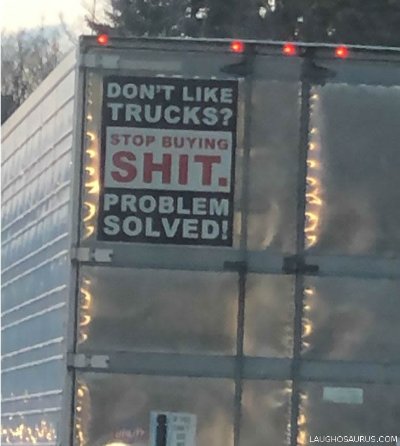 DON'T LIKE
TRUCKS?
STOP BUYING
SHIT.
PROBLEM
SOLVED!
LAUGHOSAURUS.COM